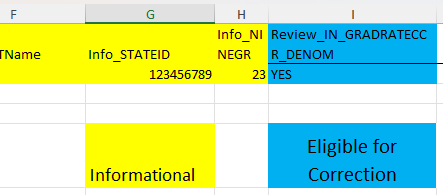 F G H I
TName Info_STATEID Info_NI
NEGR Review_IN_GRADRATECC
R_DENOM
123456789 23 YES
Informational Eligible for
Correction